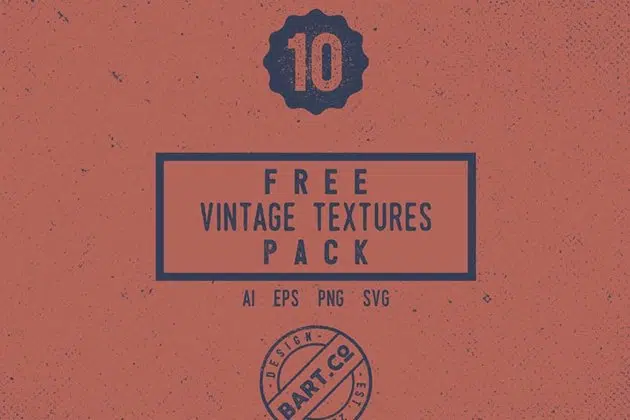 10
FREE
VINTAGE TEXTURES
PACK
AI EPS PNG SVG
DESIGN
BART.Co
EST.